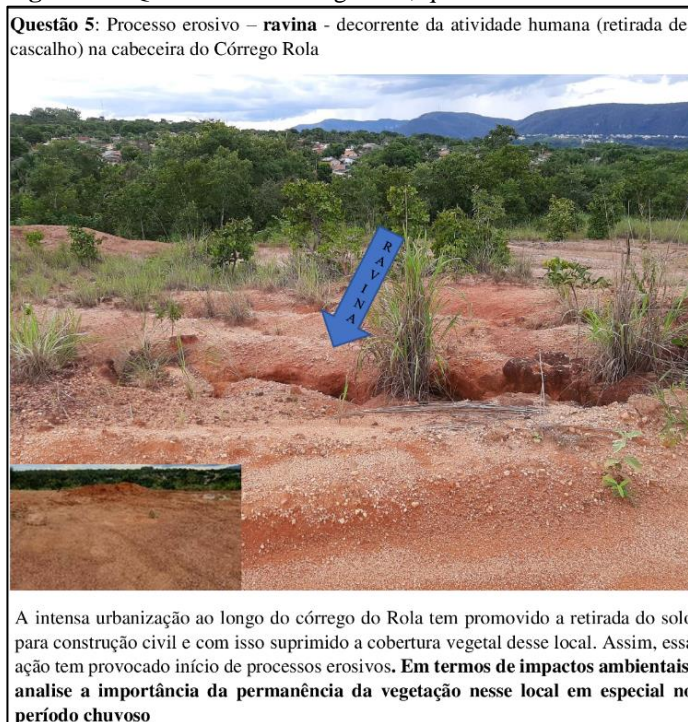 Questão 5: Processo erosivo – ravina - decorrente da atividade humana (retirada de
cascalho) na cabeceira do Córrego Rola
RAVINA
A intensa urbanização ao longo do córrego do Rola tem promovido a retirada do solo
para construção civil e com isso suprimido a cobertura vegetal desse local. Assim, essa
ação tem provocado início de processos erosivos. Em termos de impactos ambientais
analise a importância da permanência da vegetação nesse local em especial no
período chuvoso